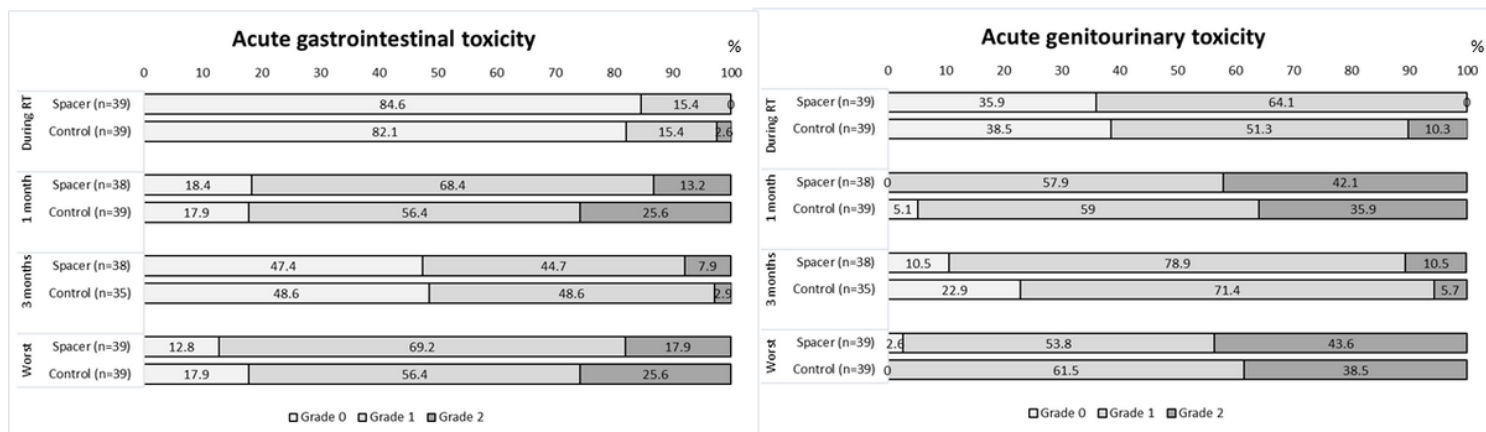 Acute gastrointestinal toxicity
%
0 10 20 30 40 50 60 70 80 90 100
During RT
Spacer (n=39) 84.6 15.4 0
Control (n=39) 82.1 15.4 2.6
1 month
Spacer (n=38) 18.4 68.4 13.2
Control (n=39) 17.9 56.4 25.6
3 months
Spacer (n=38) 47.4 44.7 7.9
Control (n=35) 48.6 48.6 2.9
Worst
Spacer (n=39) 12.8 69.2 17.9
Control (n=39) 17.9 56.4 25.6
Grade 0 Grade 1 Grade 2
Acute genitourinary toxicity
%
0 10 20 30 40 50 60 70 80 90 100
During RT
Spacer (n=39) 35.9 64.1 0
Control (n=39) 38.5 51.3 10.3
1 month
Spacer (n=38) 0 57.9 42.1
Control (n=39) 5.1 59 35.9
3 months
Spacer (n=38) 10.5 78.9 10.5
Control (n=35) 22.9 71.4 5.7
Worst
Spacer (n=39) 2.6 53.8 43.6
Control (n=39) 0 61.5 38.5
Grade 0 Grade 1 Grade 2